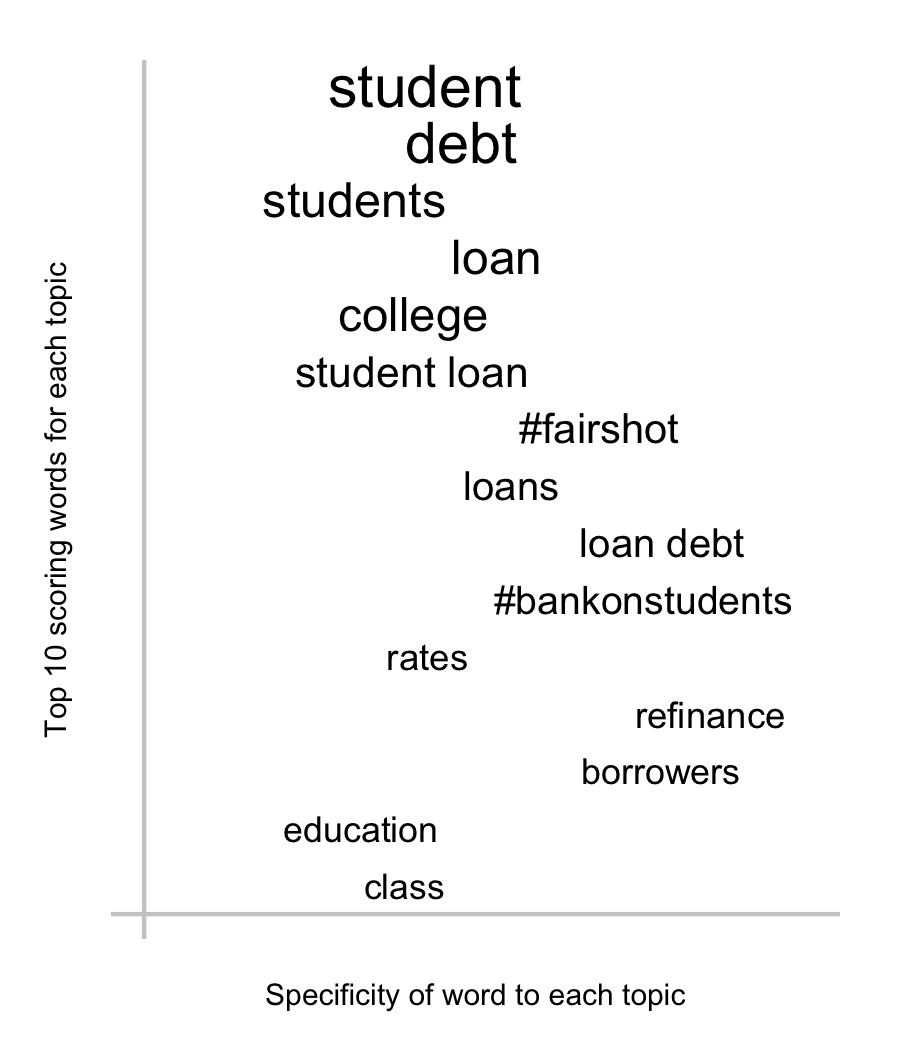 student
debt
students
loan
college
student loan
#fairshot
loans
loan debt
#bankonstudents
rates
refinance
borrowers
education
class
Top 10 scoring words for each topic
Specificity of word to each topic